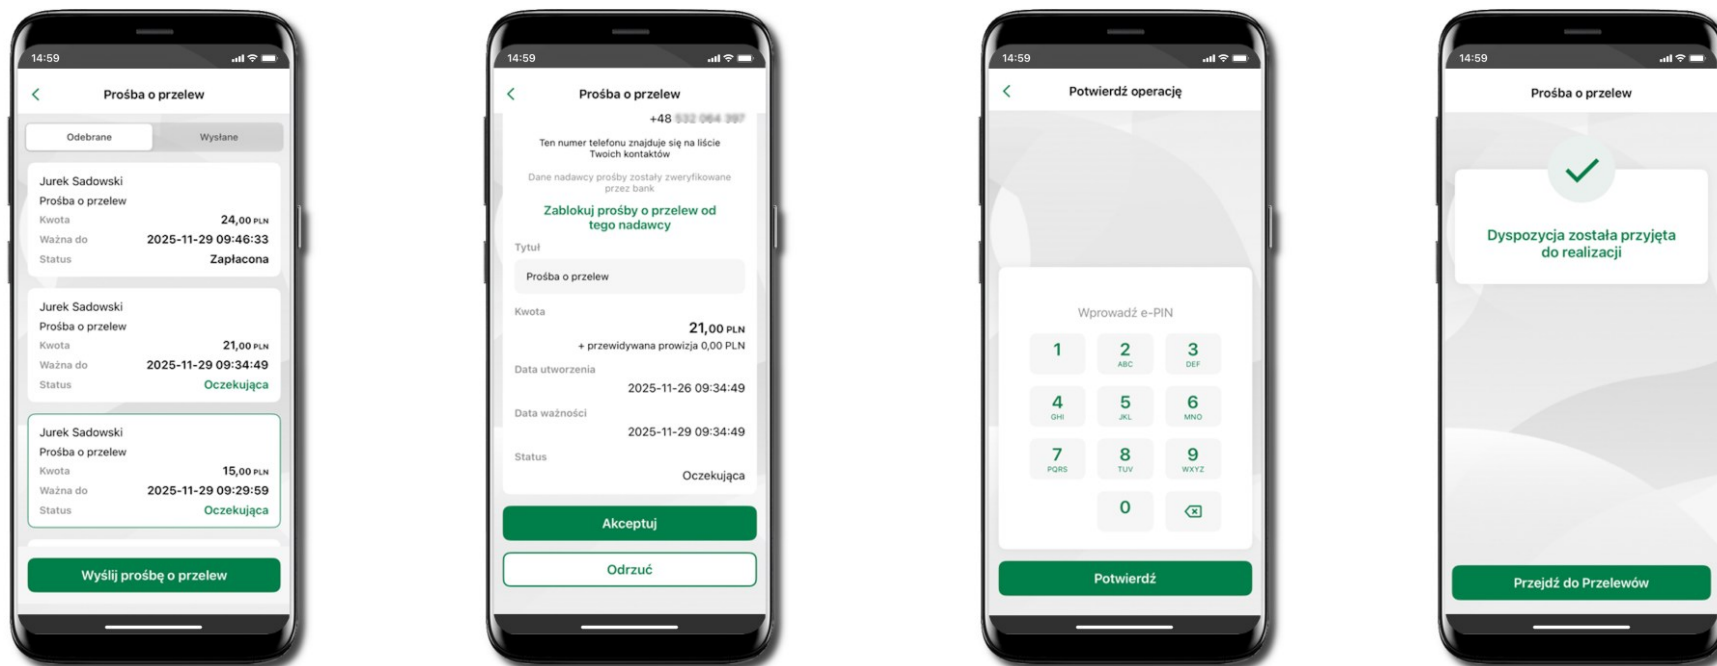 14:59
Prośba o przelew
Odebrane
Wysłane
Jurek Sadowski
Prośba o przelew
Kwota 24,00 PLN
Ważna do 2025-11-29 09:46:33
Status Zapłacona
Jurek Sadowski
Prośba o przelew
Kwota 21,00 PLN
Ważna do 2025-11-29 09:34:49
Status Oczekująca
Jurek Sadowski
Prośba o przelew
Kwota 15,00 PLN
Ważna do 2025-11-29 09:29:59
Status Oczekująca
Wyślij prośbę o przelew
14:59
Prośba o przelew
+48
Ten numer telefonu znajduje się na liście
Twoich kontaktów
Dane nadawcy prośby zostały zweryfikowane
przez bank
Zablokuj prośby o przelew od
tego nadawcy
Tytuł
Prośba o przelew
Kwota
21,00 PLN
+ przewidywana prowizja 0,00 PLN
Data utworzenia
2025-11-26 09:34:49
Data ważności
2025-11-29 09:34:49
Status
Oczekująca
Akceptuj
Odrzuć
14:59
Potwierdź operację
Wprowadź e-PIN
1 2 3
ABC DEF
4 5 6
GHI JKL MNO
7 8 9
PQRS TUV WXYZ
0
Potwierdź
14:59
Prośba o przelew
Dyspozycja została przyjęta
do realizacji
Przejdź do Przelewów